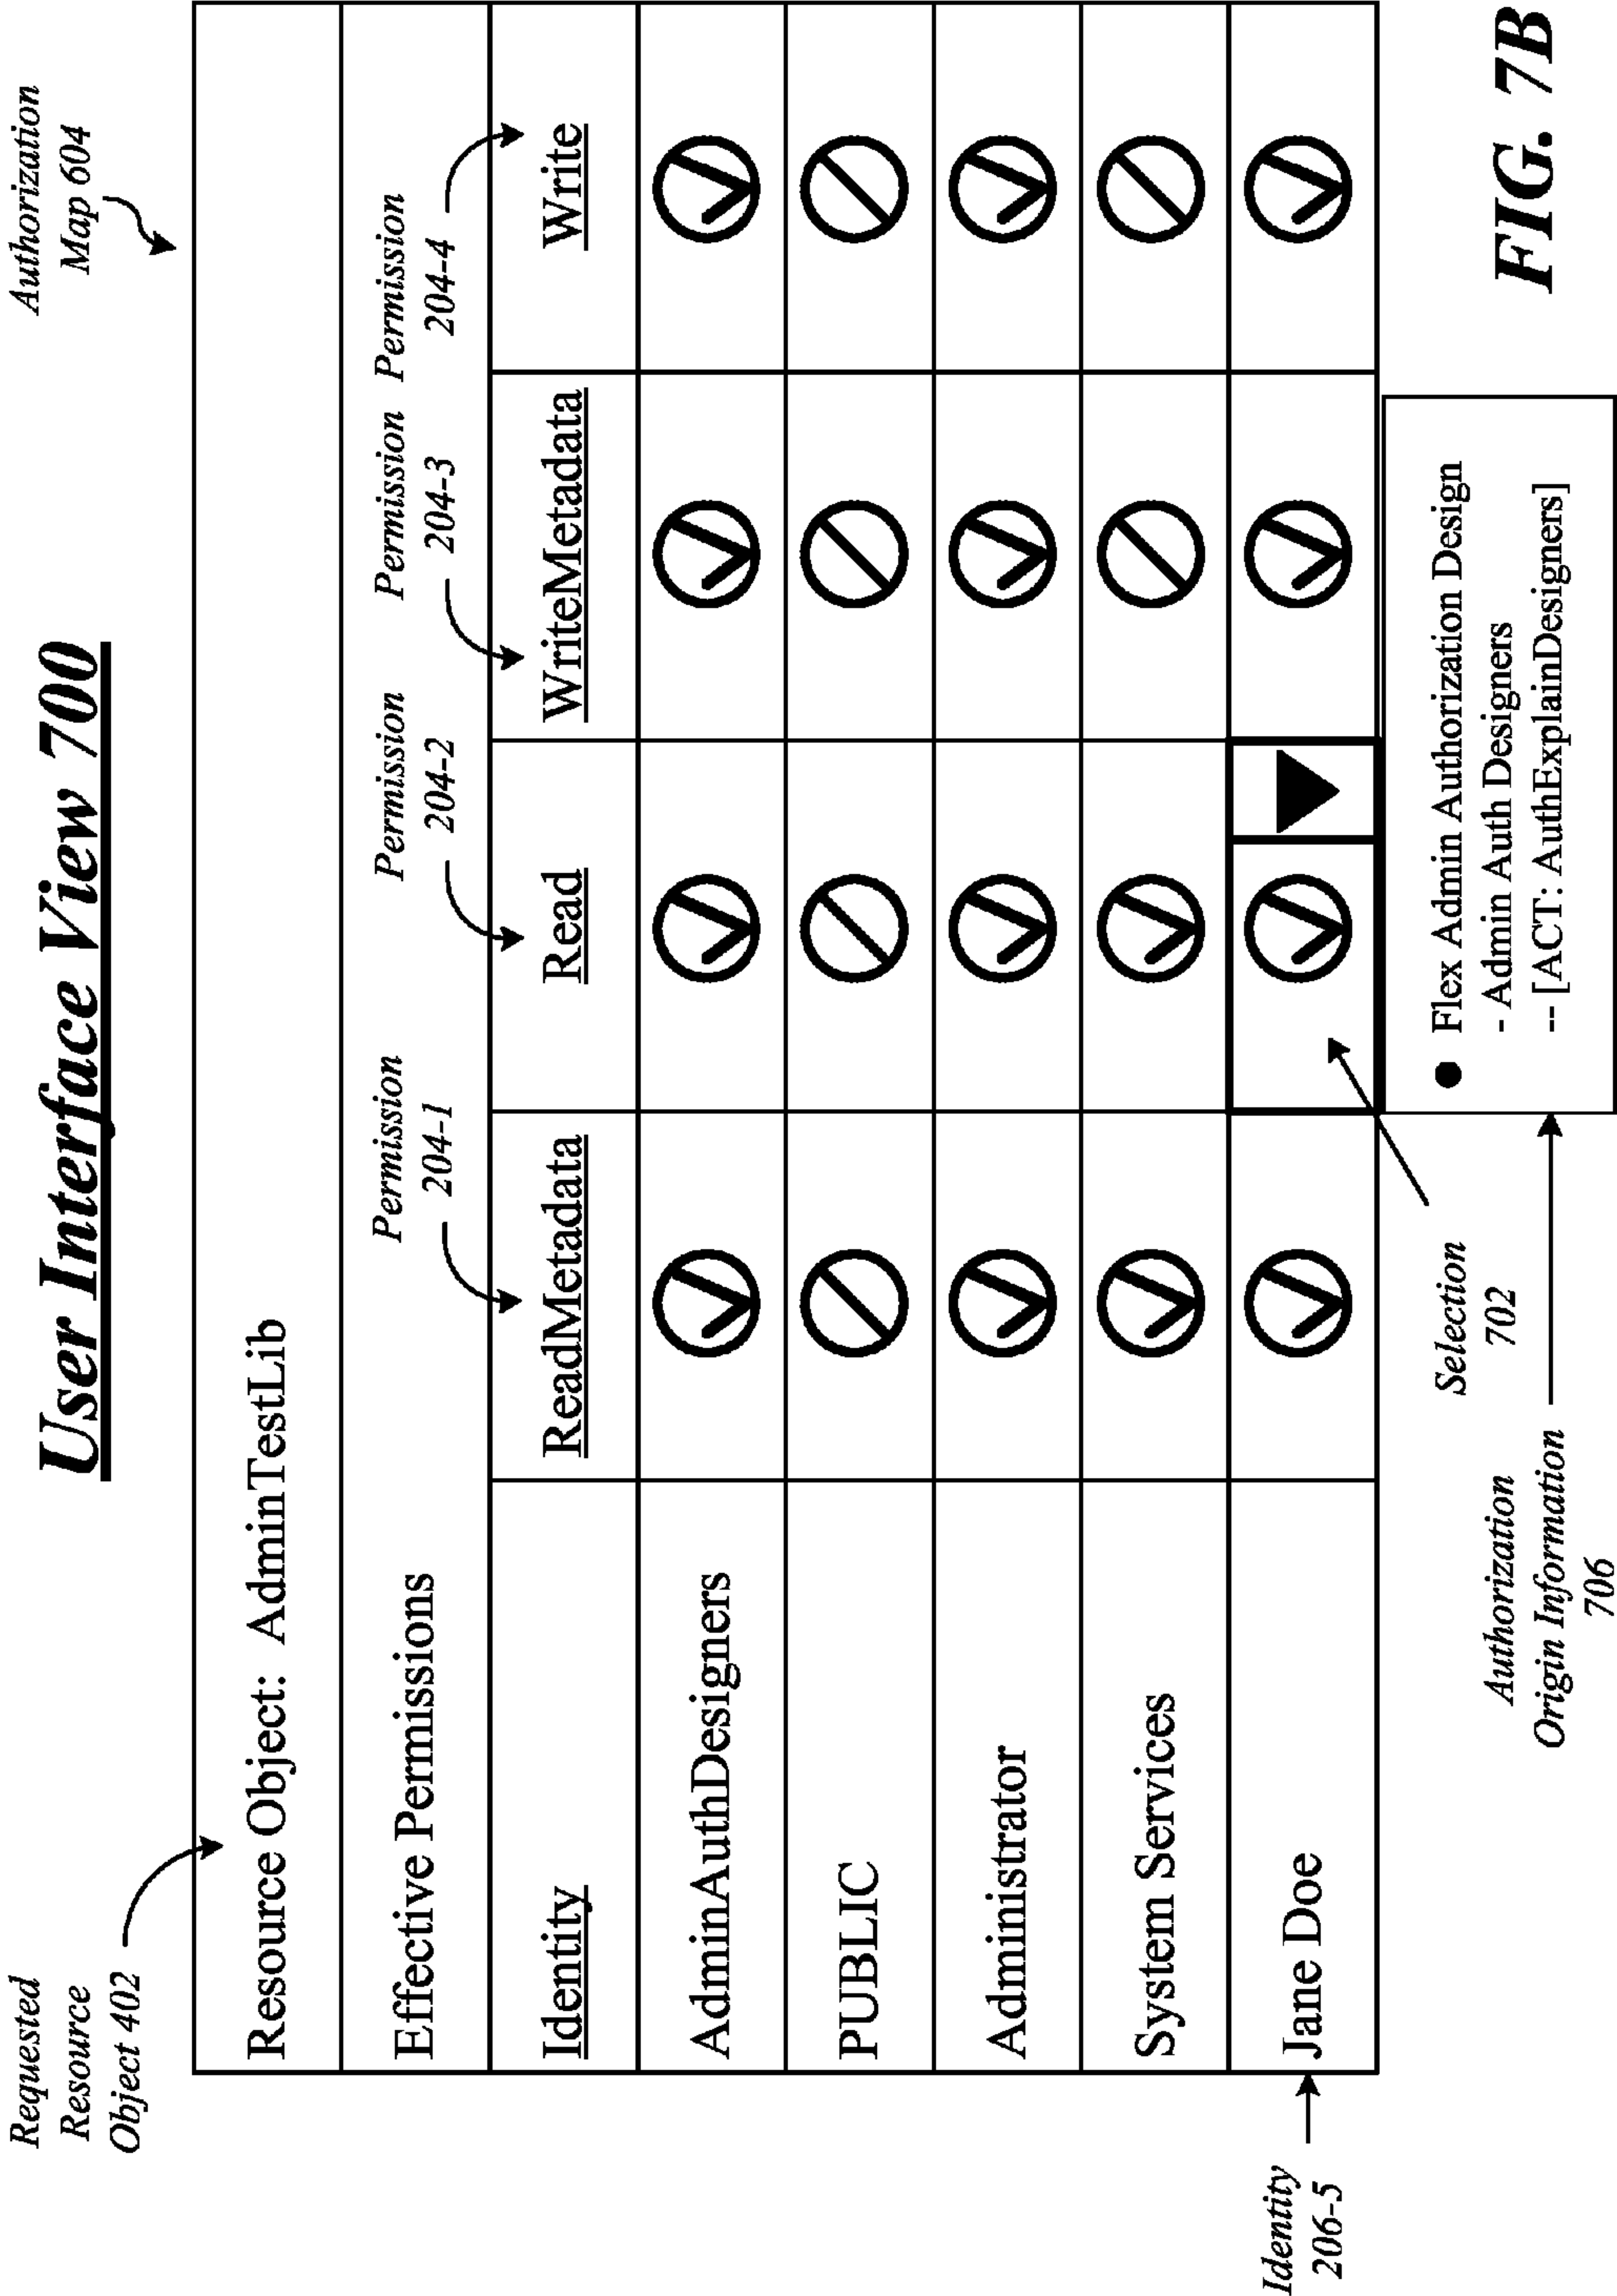 User Interface View 700
Requested
Resource
Object 402
Authorization
Map 604
Resource Object: AdminTestLib
Effective Permissions
Permission
204-1
Permission
204-2
Permission
204-3
Permission
204-4
Identity ReadMetadata Read WriteMetadata Write
AdminAuthDesigners
PUBLIC
Administrator
System Services
Jane Doe
Identity
206-5
Selection
702
Authorization
Origin Information
706
● Flex Admin Authorization Design
- Admin Auth Designers
-- [ACT: AuthExplainDesigners]
FIG. 7B